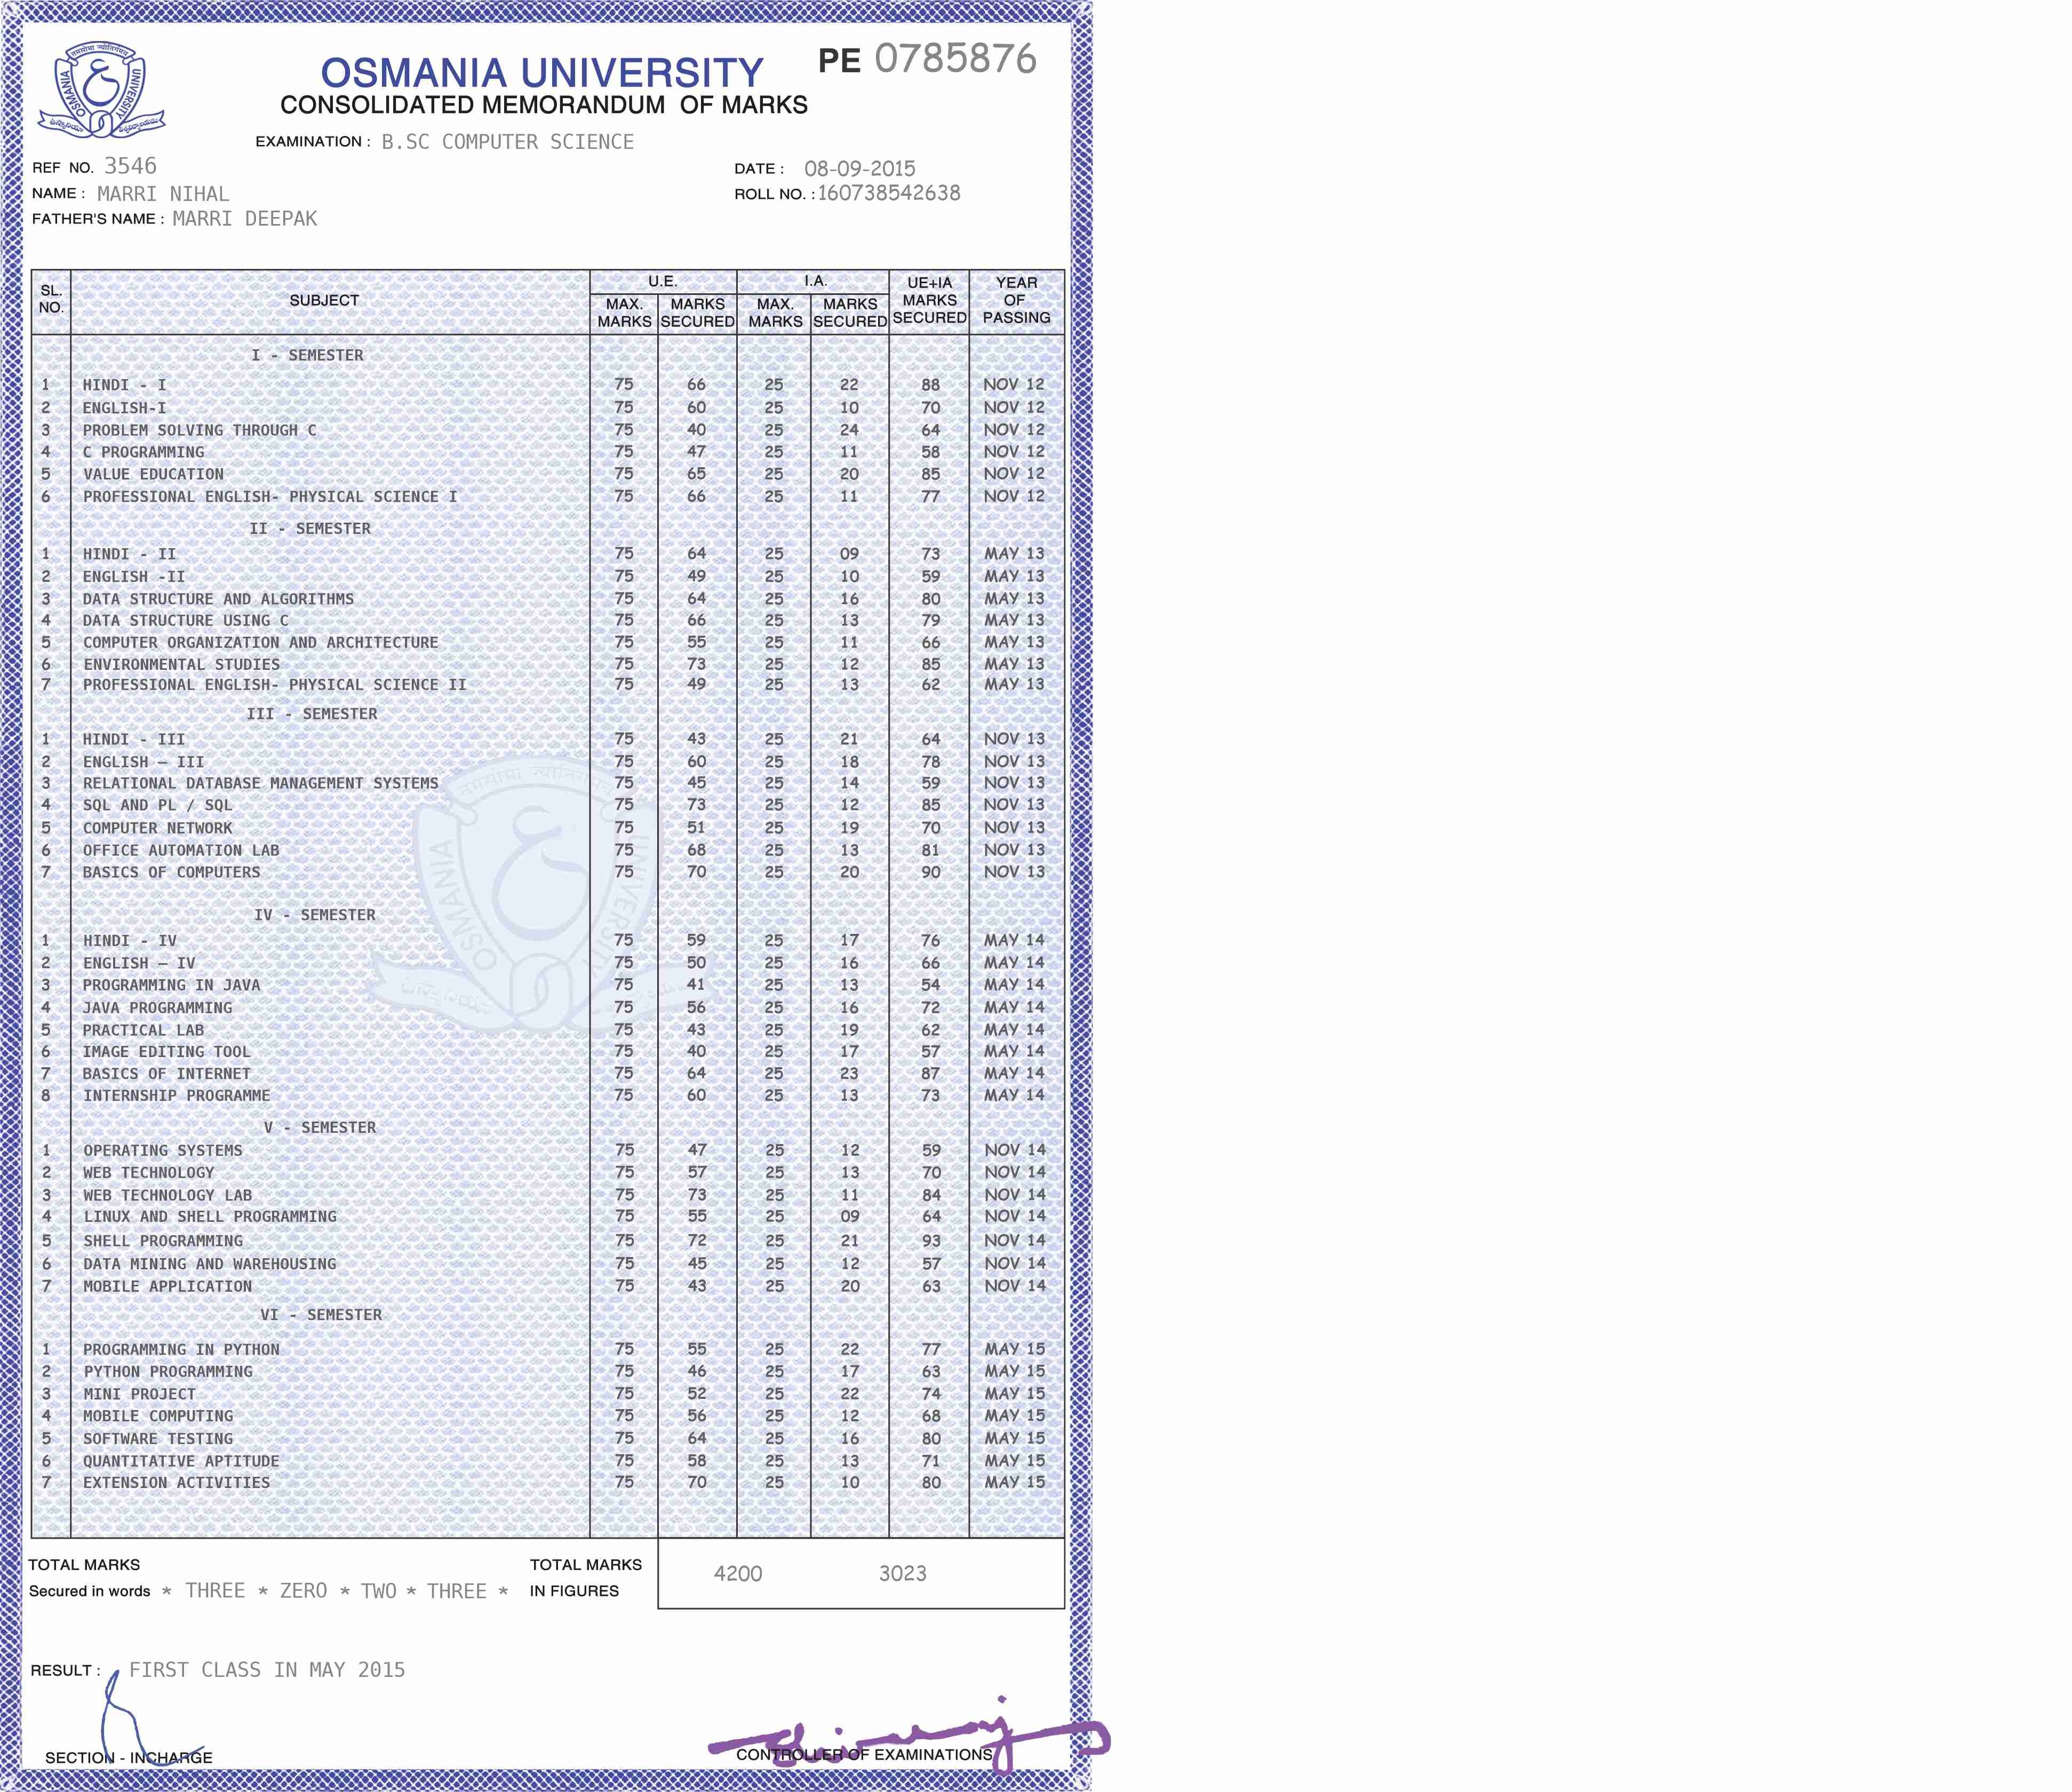 तमसोमा ज्योतिर्गमय
OSMANIA UNIVERSITY
PE 0785876
OSMANIA UNIVERSITY
CONSOLIDATED MEMORANDUM OF MARKS
EXAMINATION : B.SC COMPUTER SCIENCE
REF NO. 3546 DATE : 08-09-2015
NAME : MARRI NIHAL ROLL NO. : 160738542638
FATHER'S NAME : MARRI DEEPAK
SL. NO. SUBJECT U.E. I.A. UE+IA MARKS SECURED YEAR OF PASSING
MAX. MARKS MARKS SECURED MAX. MARKS MARKS SECURED
I - SEMESTER
1 HINDI - I 75 66 25 22 88 NOV 12
2 ENGLISH-I 75 60 25 10 70 NOV 12
3 PROBLEM SOLVING THROUGH C 75 40 25 24 64 NOV 12
4 C PROGRAMMING 75 47 25 11 58 NOV 12
5 VALUE EDUCATION 75 65 25 20 85 NOV 12
6 PROFESSIONAL ENGLISH- PHYSICAL SCIENCE I 75 66 25 11 77 NOV 12
II - SEMESTER
1 HINDI - II 75 64 25 09 73 MAY 13
2 ENGLISH -II 75 49 25 10 59 MAY 13
3 DATA STRUCTURE AND ALGORITHMS 75 64 25 16 80 MAY 13
4 DATA STRUCTURE USING C 75 66 25 13 79 MAY 13
5 COMPUTER ORGANIZATION AND ARCHITECTURE 75 55 25 11 66 MAY 13
6 ENVIRONMENTAL STUDIES 75 73 25 12 85 MAY 13
7 PROFESSIONAL ENGLISH- PHYSICAL SCIENCE II 75 49 25 13 62 MAY 13
III - SEMESTER
1 HINDI - III 75 43 25 21 64 NOV 13
2 ENGLISH – III 75 60 25 18 78 NOV 13
3 RELATIONAL DATABASE MANAGEMENT SYSTEMS 75 45 25 14 59 NOV 13
4 SQL AND PL / SQL 75 73 25 12 85 NOV 13
5 COMPUTER NETWORK 75 51 25 19 70 NOV 13
6 OFFICE AUTOMATION LAB 75 68 25 13 81 NOV 13
7 BASICS OF COMPUTERS 75 70 25 20 90 NOV 13
IV - SEMESTER
1 HINDI - IV 75 59 25 17 76 MAY 14
2 ENGLISH – IV 75 50 25 16 66 MAY 14
3 PROGRAMMING IN JAVA 75 41 25 13 54 MAY 14
4 JAVA PROGRAMMING 75 56 25 16 72 MAY 14
5 PRACTICAL LAB 75 43 25 19 62 MAY 14
6 IMAGE EDITING TOOL 75 40 25 17 57 MAY 14
7 BASICS OF INTERNET 75 64 25 23 87 MAY 14
8 INTERNSHIP PROGRAMME 75 60 25 13 73 MAY 14
V - SEMESTER
1 OPERATING SYSTEMS 75 47 25 12 59 NOV 14
2 WEB TECHNOLOGY 75 57 25 13 70 NOV 14
3 WEB TECHNOLOGY LAB 75 73 25 11 84 NOV 14
4 LINUX AND SHELL PROGRAMMING 75 55 25 09 64 NOV 14
5 SHELL PROGRAMMING 75 72 25 21 93 NOV 14
6 DATA MINING AND WAREHOUSING 75 45 25 12 57 NOV 14
7 MOBILE APPLICATION 75 43 25 20 63 NOV 14
VI - SEMESTER
1 PROGRAMMING IN PYTHON 75 55 25 22 77 MAY 15
2 PYTHON PROGRAMMING 75 46 25 17 63 MAY 15
3 MINI PROJECT 75 52 25 22 74 MAY 15
4 MOBILE COMPUTING 75 56 25 12 68 MAY 15
5 SOFTWARE TESTING 75 64 25 16 80 MAY 15
6 QUANTITATIVE APTITUDE 75 58 25 13 71 MAY 15
7 EXTENSION ACTIVITIES 75 70 25 10 80 MAY 15
TOTAL MARKS TOTAL MARKS 4200 3023
Secured in words * THREE * ZERO * TWO * THREE * IN FIGURES
RESULT : FIRST CLASS IN MAY 2015
SECTION - INCHARGE CONTROLLER OF EXAMINATIONS